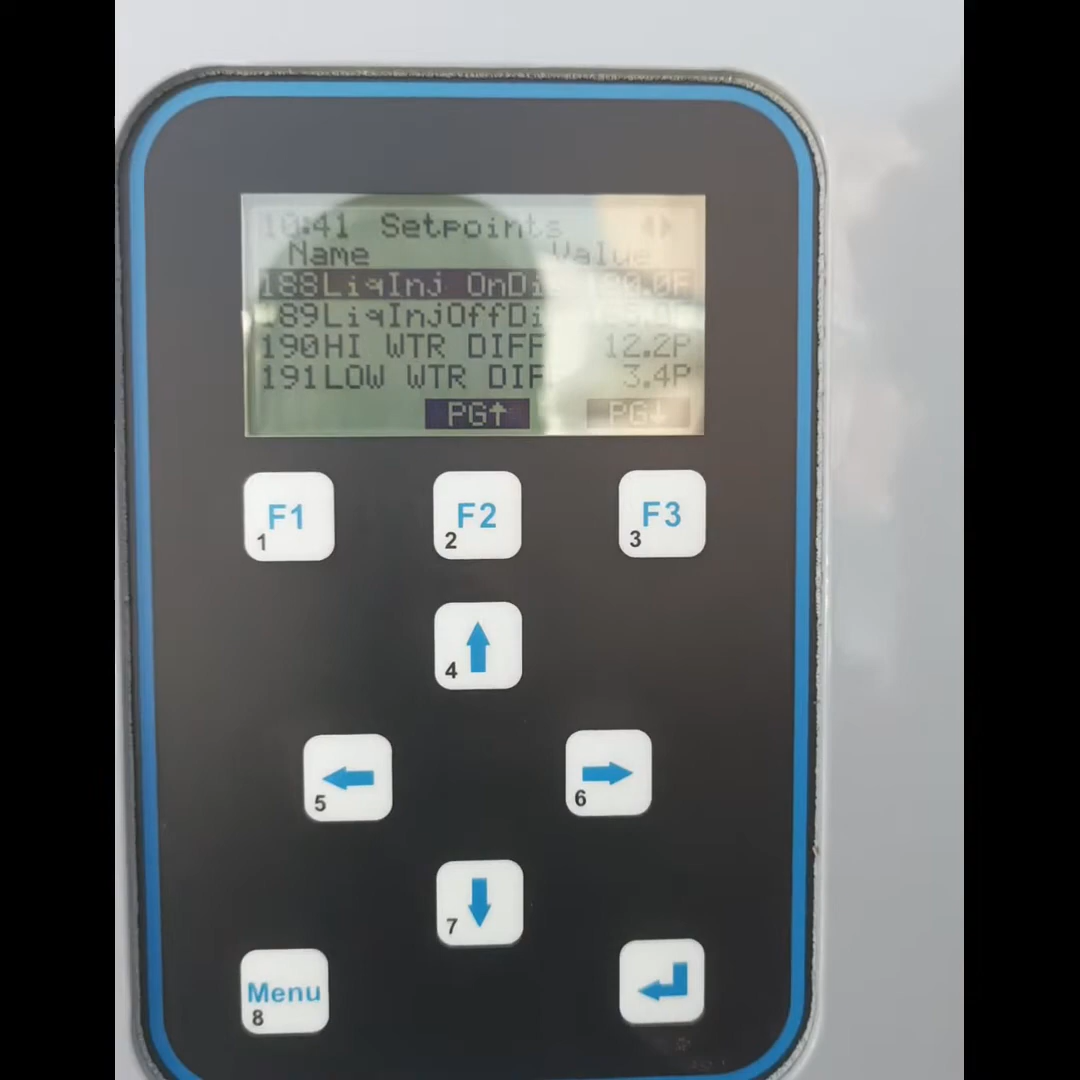 10:41 Setpoints
Name Value
188LiqInj OnDi
189LiqInjOffDi
190HI WTR DIFF 12.2P
191LOW WTR DIF 3.4P
PG↑ PG↓
F1 F2 F3
1 2 3
4
5 6
7
Menu
8